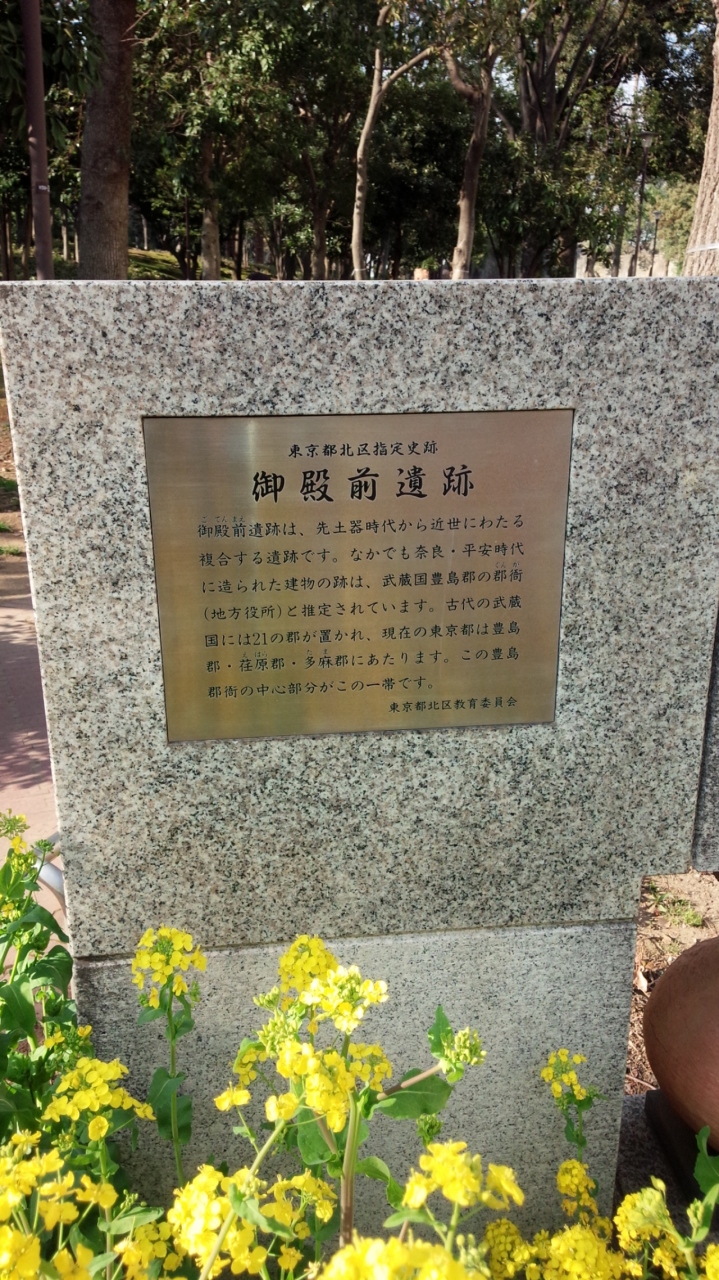 東京都北区指定史跡
御殿前遺跡
御殿前遺跡は、先土器時代から近世にわたる
複合する遺跡です。なかでも奈良・平安時代
に造られた建物の跡は、武蔵国豊島郡の郡衙
(地方役所)と推定されています。古代の武蔵
国には21の郡が置かれ、現在の東京都は豊島
郡・荏原郡・多麻郡にあたります。この豊島
郡衙の中心部分がこの一帯です。
東京都北区教育委員会